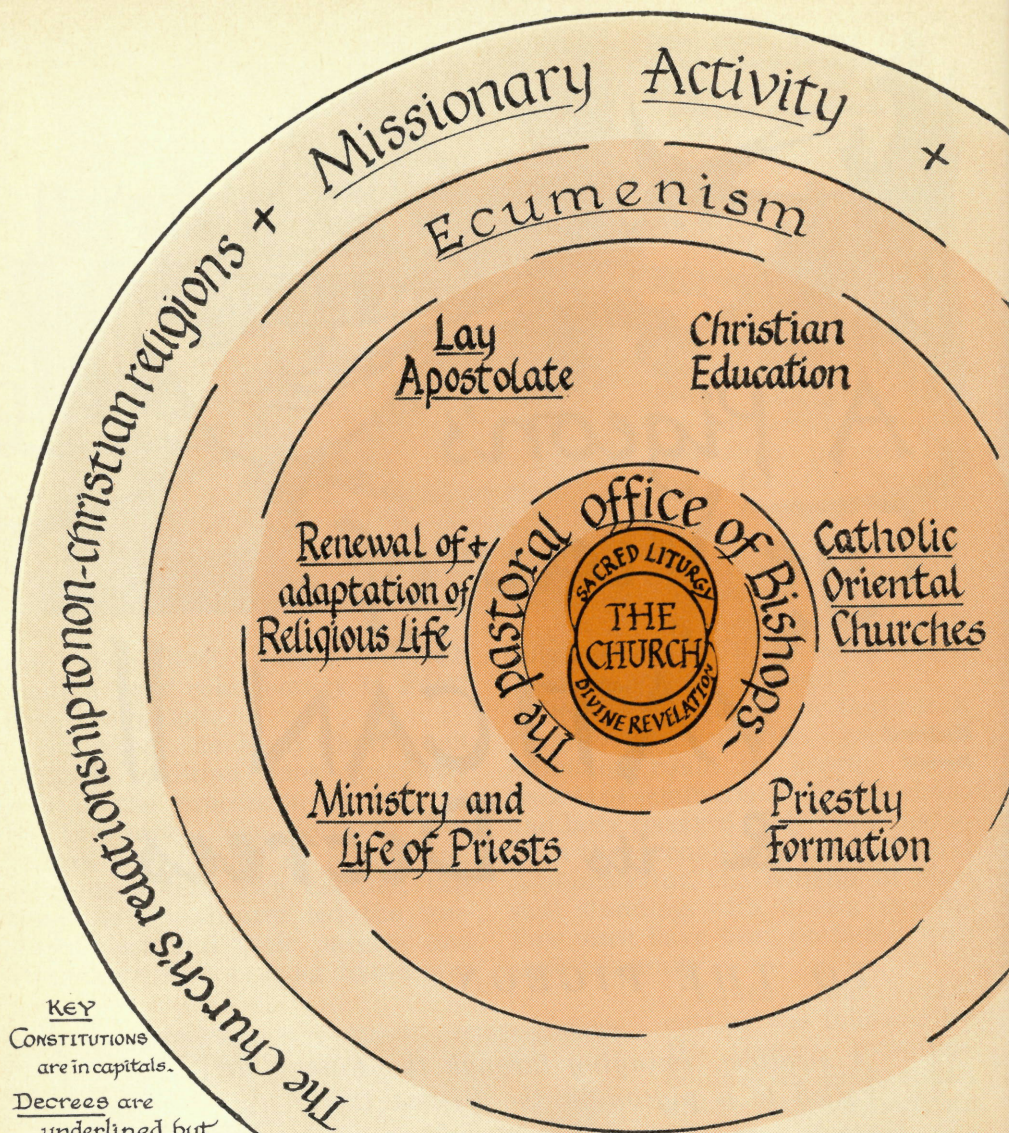 Missionary Activity +
+
The Church's relationship to non-christian religions
Ecumenism
Lay
Apostolate
Christian
Education
Renewal of +
adaptation of
Religious Life
The pastoral office of Bishops-
SACRED LITURGY
THE
CHURCH
DIVINE REVELATION
Catholic
Oriental
Churches
Ministry and
Life of Priests
Priestly
Formation
KEY
CONSTITUTIONS
are in capitals.
Decrees are
underlined but